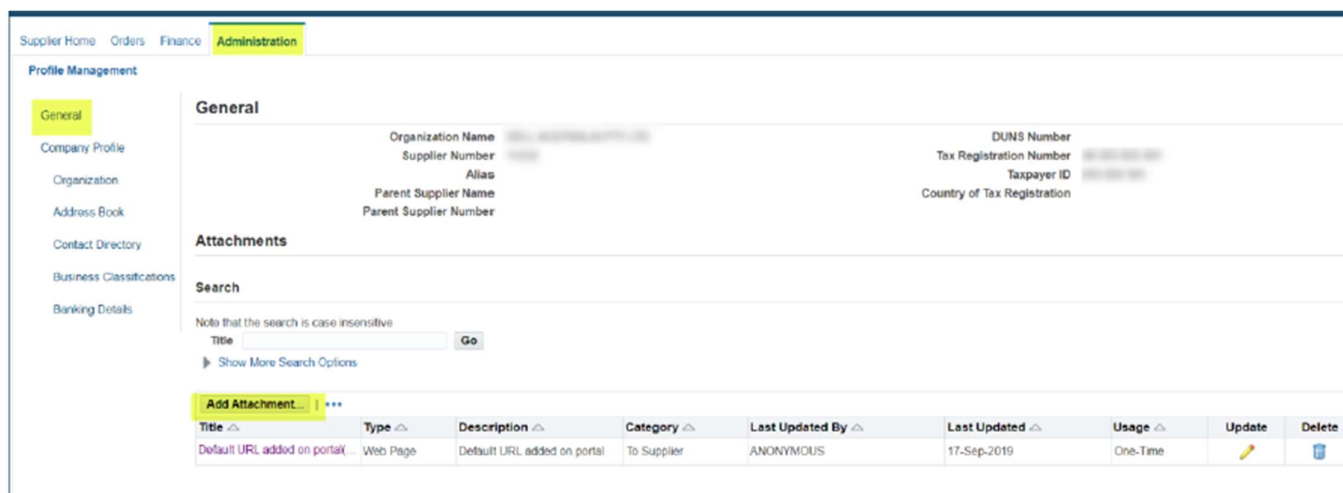 Supplier Home Orders Finance Administration
Profile Management
General
Company Profile
Organization
Address Book
Contact Directory
Business Classifications
Banking Details
General
Organization Name
Supplier Number
Alias
Parent Supplier Name
Parent Supplier Number
DUNS Number
Tax Registration Number
Taxpayer ID
Country of Tax Registration
Attachments
Search
Note that the search is case insensitive
Title Go
Show More Search Options
Add Attachment... | •••
Title Type Description Category Last Updated By Last Updated Usage Update Delete
Default URL added on portal(... Web Page Default URL added on portal To Supplier ANONYMOUS 17-Sep-2019 One-Time